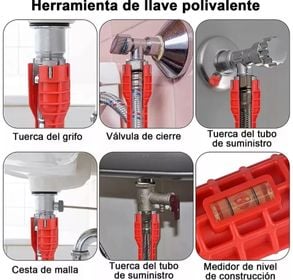 Herramienta de llave polivalente
Tuerca del grifo
Válvula de cierre
Tuerca del tubo
de suministro
Cesta de malla
Tuerca del tubo
de suministro
Medidor de nivel
de construcción